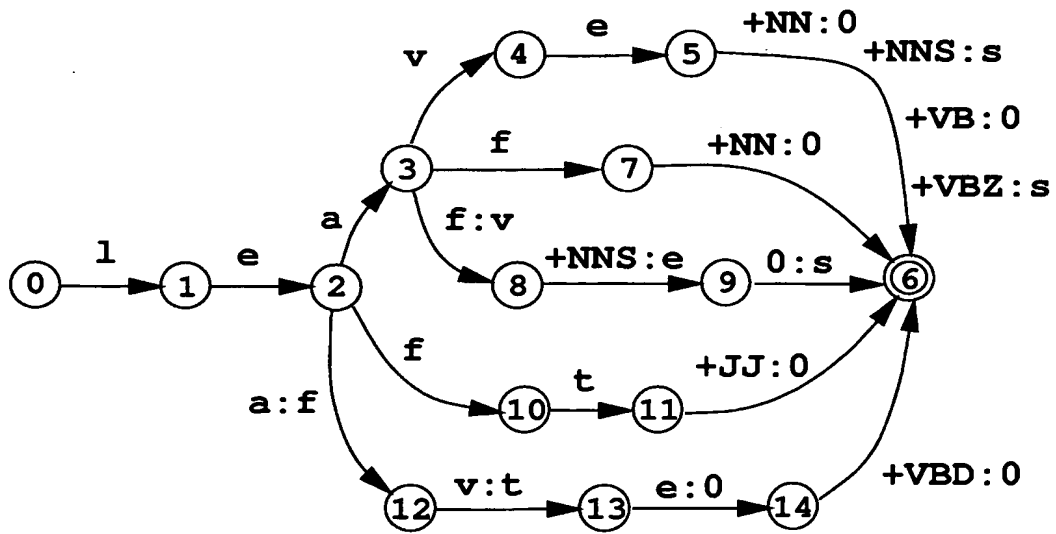 +NN:0
v 4 e 5 +NNS:s
+VB:0
3 f 7 +NN:0
a f:v +VBZ:s
0 l 1 e 2 8 +NNS:e 9 0:s 6
f t +JJ:0
a:f 10 11
12 v:t 13 e:0 14 +VBD:0